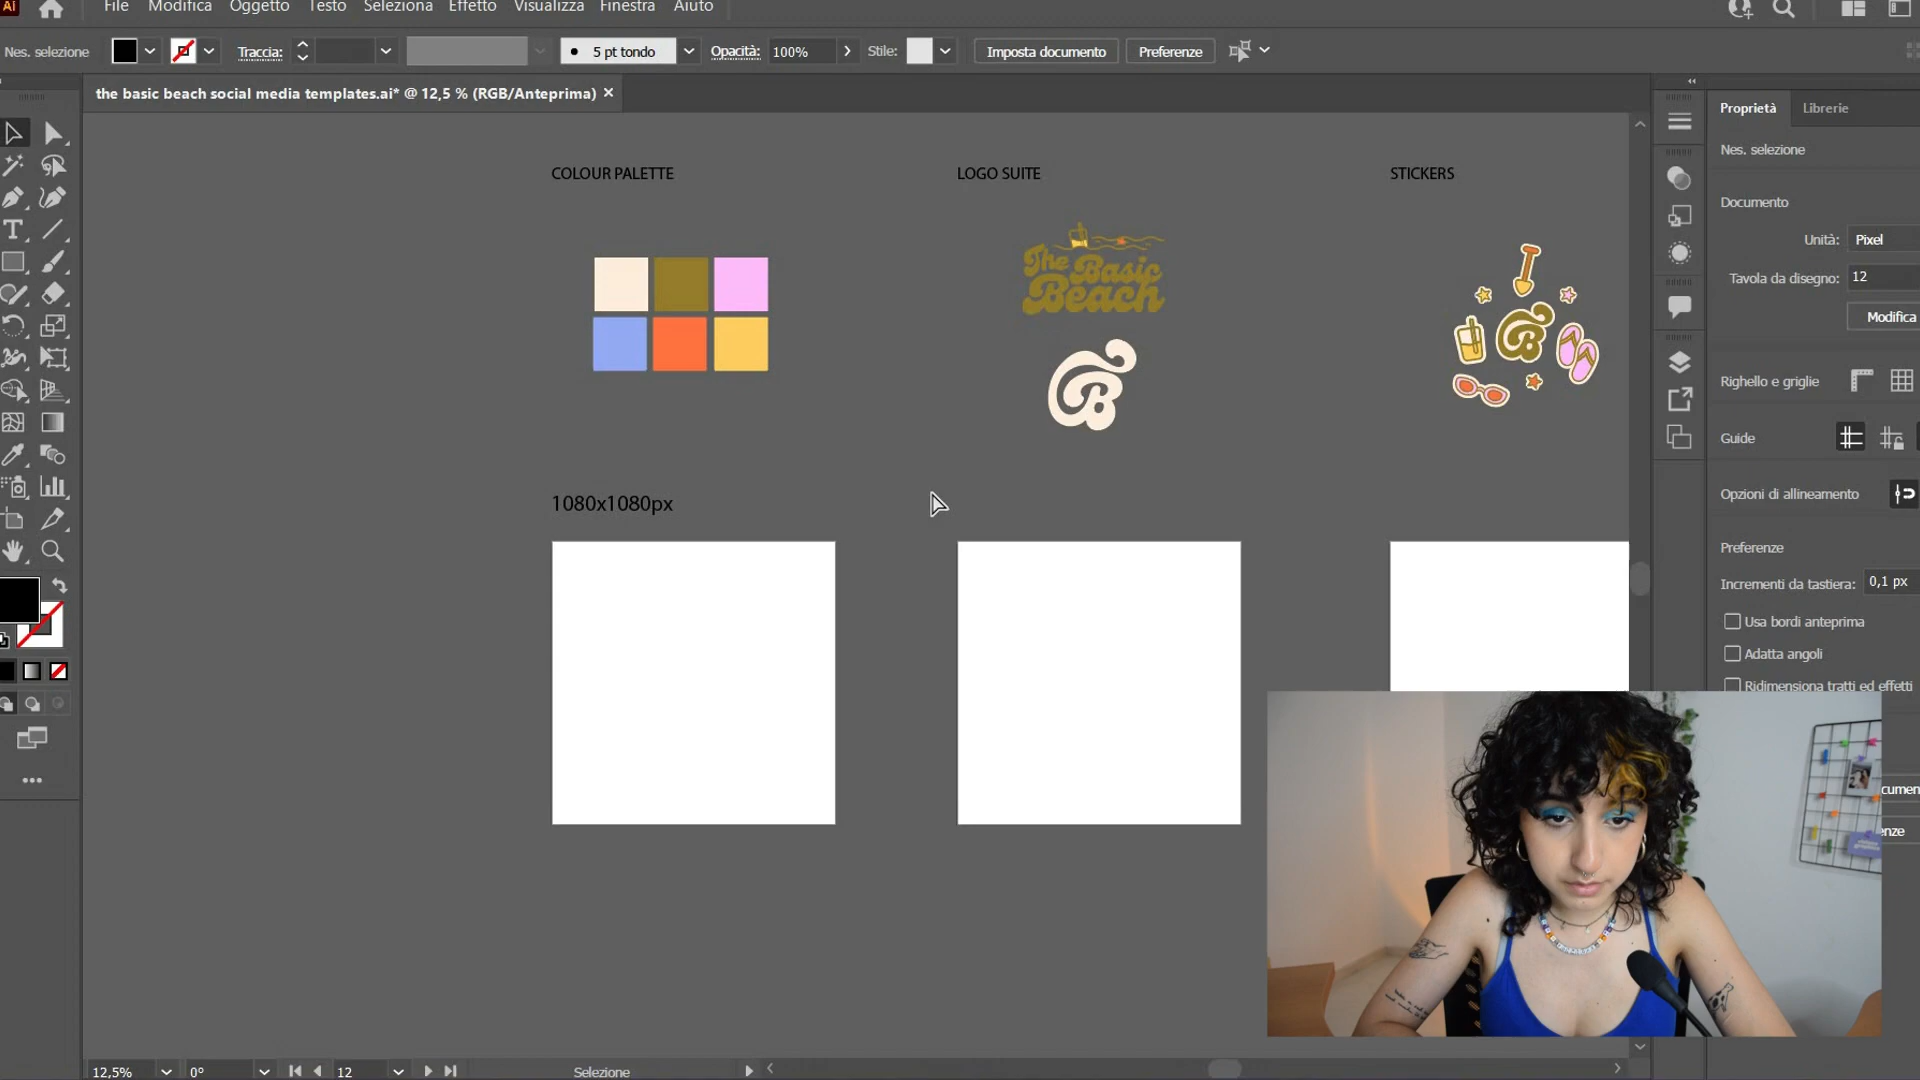 Ai File Modifica Oggetto Testo Seleziona Effetto Visualizza Finestra Aiuto
Nes. selezione Traccia: 5 pt tondo Opacità: 100% Stile: Imposta documento Preferenze
the basic beach social media templates.ai* @ 12,5 % (RGB/Anteprima) ×
Proprietà Librerie
Nes. selezione
COLOUR PALETTE LOGO SUITE STICKERS
Documento
Unità: Pixel
Tavola da disegno: 12
Modifica
The Basic
Beach
B
B
Righello e griglie
Guide
Opzioni di allineamento
1080x1080px
Preferenze
Incrementi da tastiera: 0,1 px
Usa bordi anteprima
Adatta angoli
Ridimensiona tratti ed effetti
cumen
enze
12,5% 0° 12 Selezione